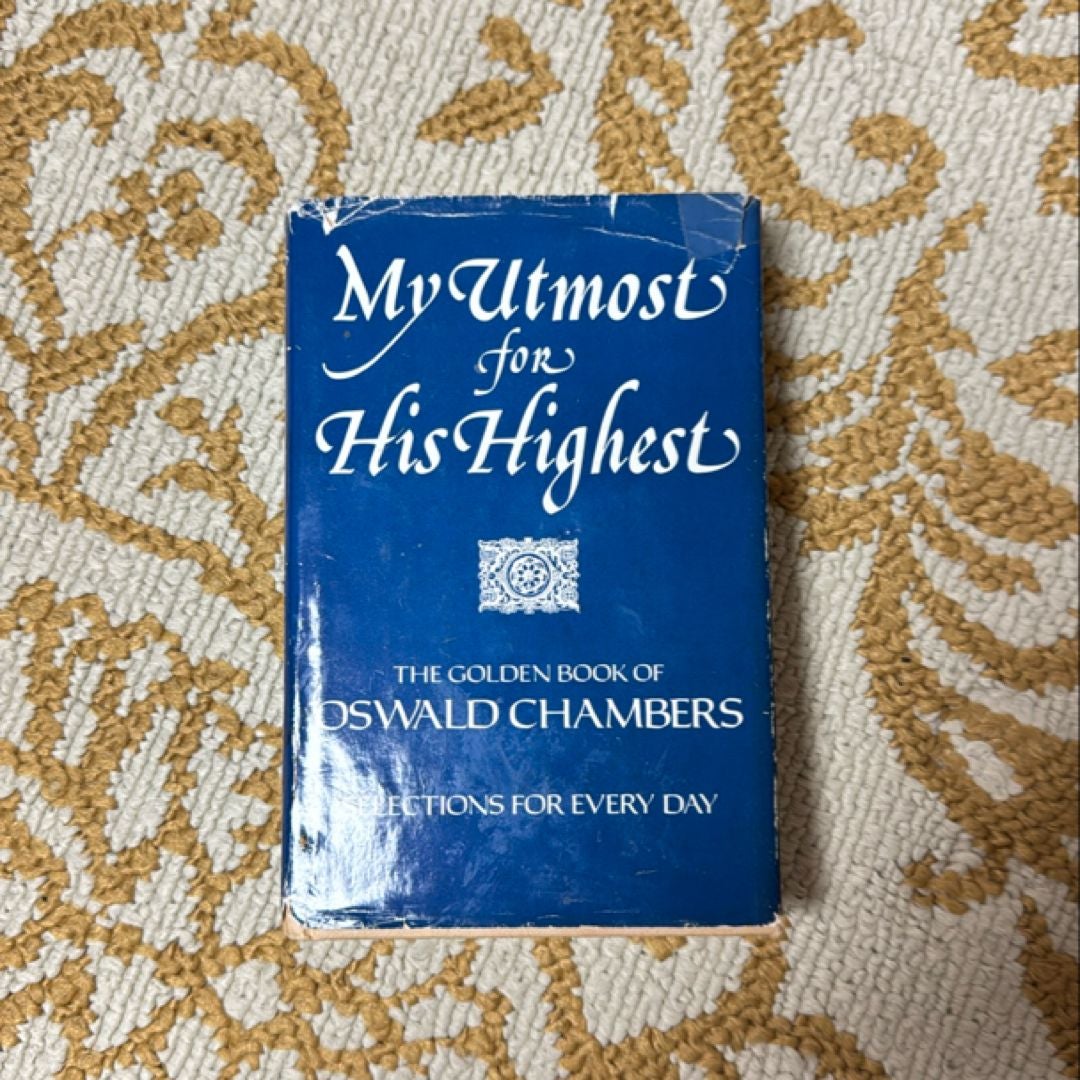 My Utmost
for
His Highest
THE GOLDEN BOOK OF
OSWALD CHAMBERS
SELECTIONS FOR EVERY DAY